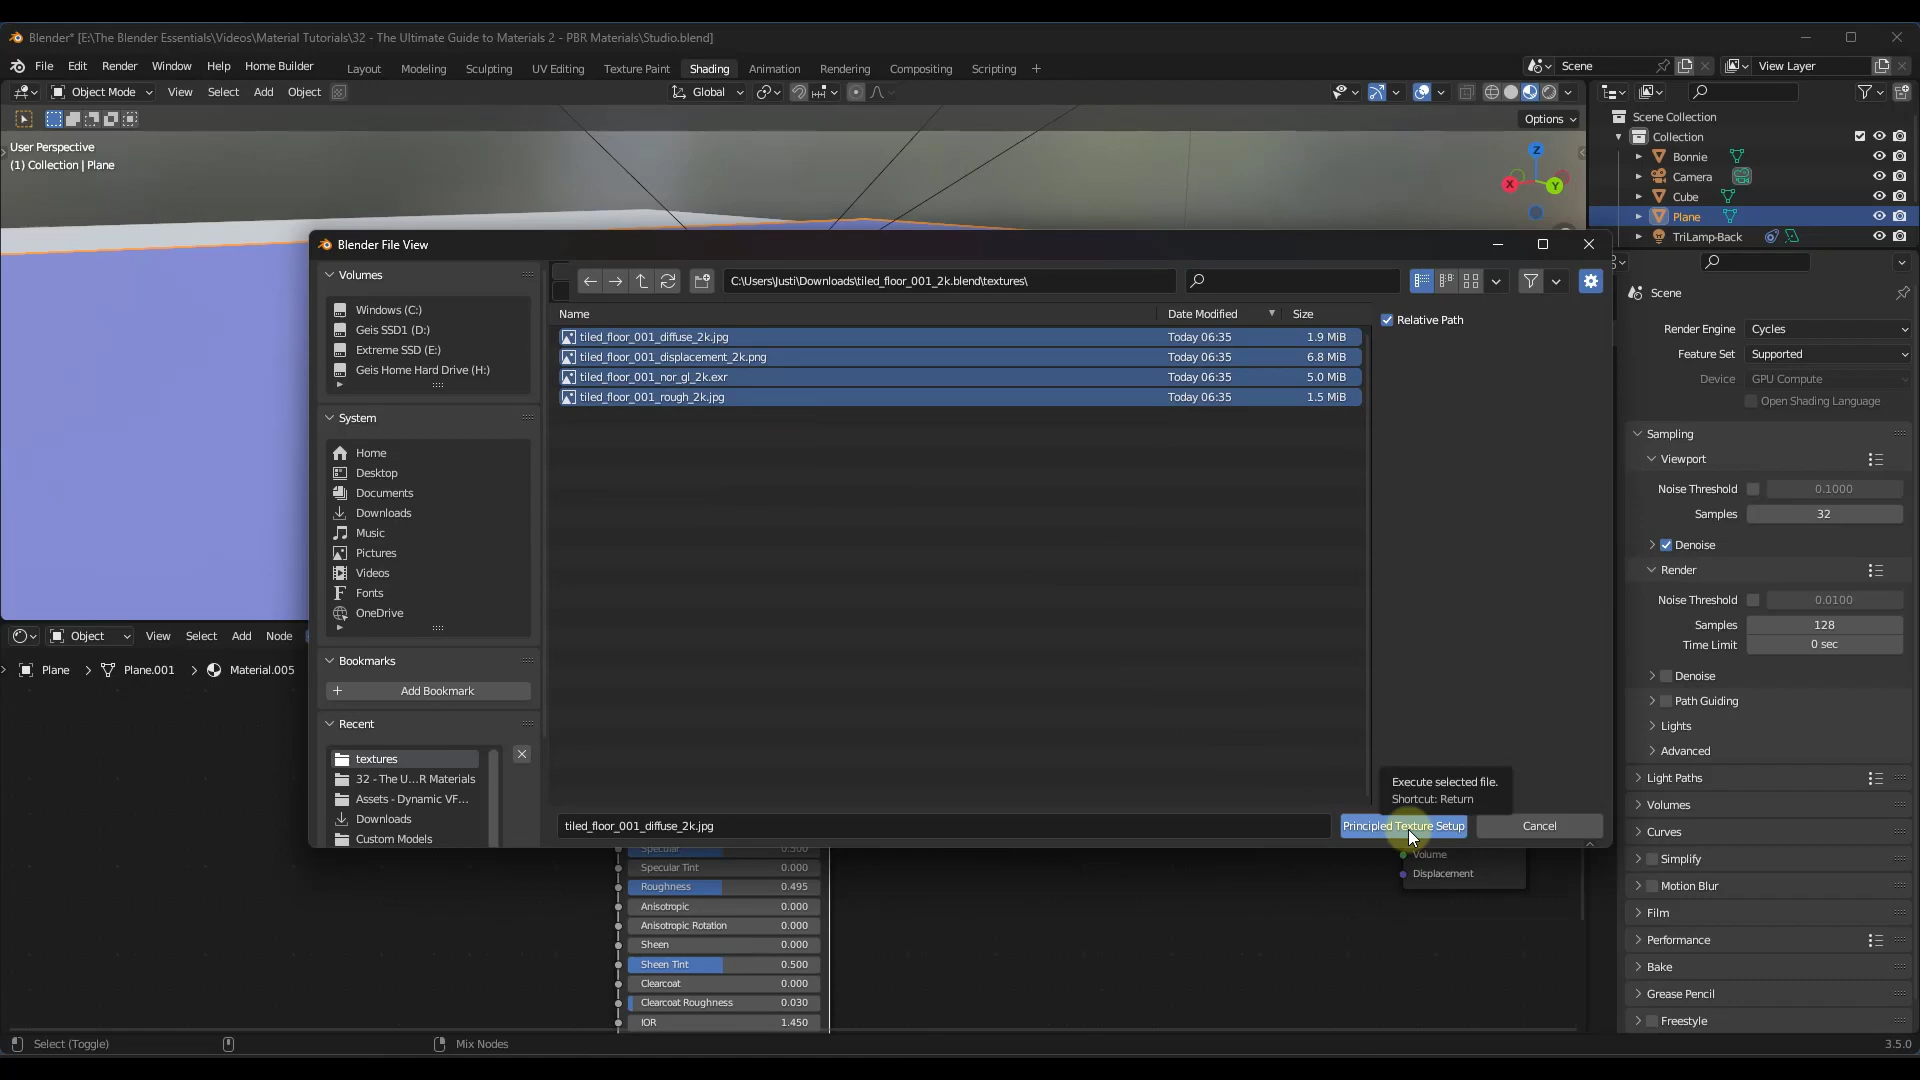 Blender* [E:\The Blender Essentials\Videos\Material Tutorials\32 - The Ultimate Guide to Materials 2 - PBR Materials\Studio.blend]
File Edit Render Window Help Home Builder Layout Modeling Sculpting UV Editing Texture Paint Shading Animation Rendering Compositing Scripting + Scene View Layer
Object Mode View Select Add Object Global
Options
User Perspective
(1) Collection | Plane
Z
X
Y
Scene Collection
Collection
Bonnie
Camera
Cube
Plane
TriLamp-Back
Blender File View
Volumes
Windows (C:)
Geis SSD1 (D:)
Extreme SSD (E:)
Geis Home Hard Drive (H:)
System
Home
Desktop
Documents
Downloads
Music
Pictures
Videos
Fonts
OneDrive
Bookmarks
Add Bookmark
Recent
textures
32 - The U...R Materials
Assets - Dynamic VF...
Downloads
Custom Models
C:\Users\Justi\Downloads\tiled_floor_001_2k.blend\textures\
Name Date Modified Size
tiled_floor_001_diffuse_2k.jpg Today 06:35 1.9 MiB
tiled_floor_001_displacement_2k.png Today 06:35 6.8 MiB
tiled_floor_001_nor_gl_2k.exr Today 06:35 5.0 MiB
tiled_floor_001_rough_2k.jpg Today 06:35 1.5 MiB
Relative Path
Execute selected file.
Shortcut: Return
tiled_floor_001_diffuse_2k.jpg
Principled Texture Setup
Cancel
Object View Select Add Node
Plane Plane.001 Material.005
Specular 0.500
Specular Tint 0.000
Roughness 0.495
Anisotropic 0.000
Anisotropic Rotation 0.000
Sheen 0.000
Sheen Tint 0.500
Clearcoat 0.000
Clearcoat Roughness 0.030
IOR 1.450
Volume
Displacement
Scene
Render Engine Cycles
Feature Set Supported
Device GPU Compute
Open Shading Language
Sampling
Viewport
Noise Threshold 0.1000
Samples 32
Denoise
Render
Noise Threshold 0.0100
Samples 128
Time Limit 0 sec
Denoise
Path Guiding
Lights
Advanced
Light Paths
Volumes
Curves
Simplify
Motion Blur
Film
Performance
Bake
Grease Pencil
Freestyle
Select (Toggle) Mix Nodes 3.5.0